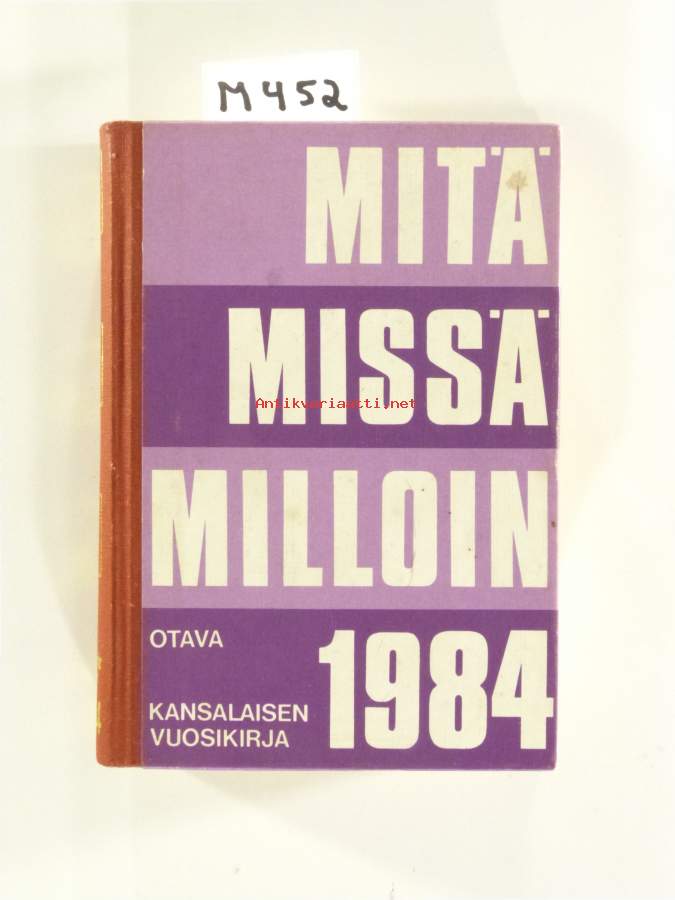 M452
MITÄ
MISSÄ
Antikvariaatti.net
MILLOIN
OTAVA
1984
KANSALAISEN
VUOSIKIRJA